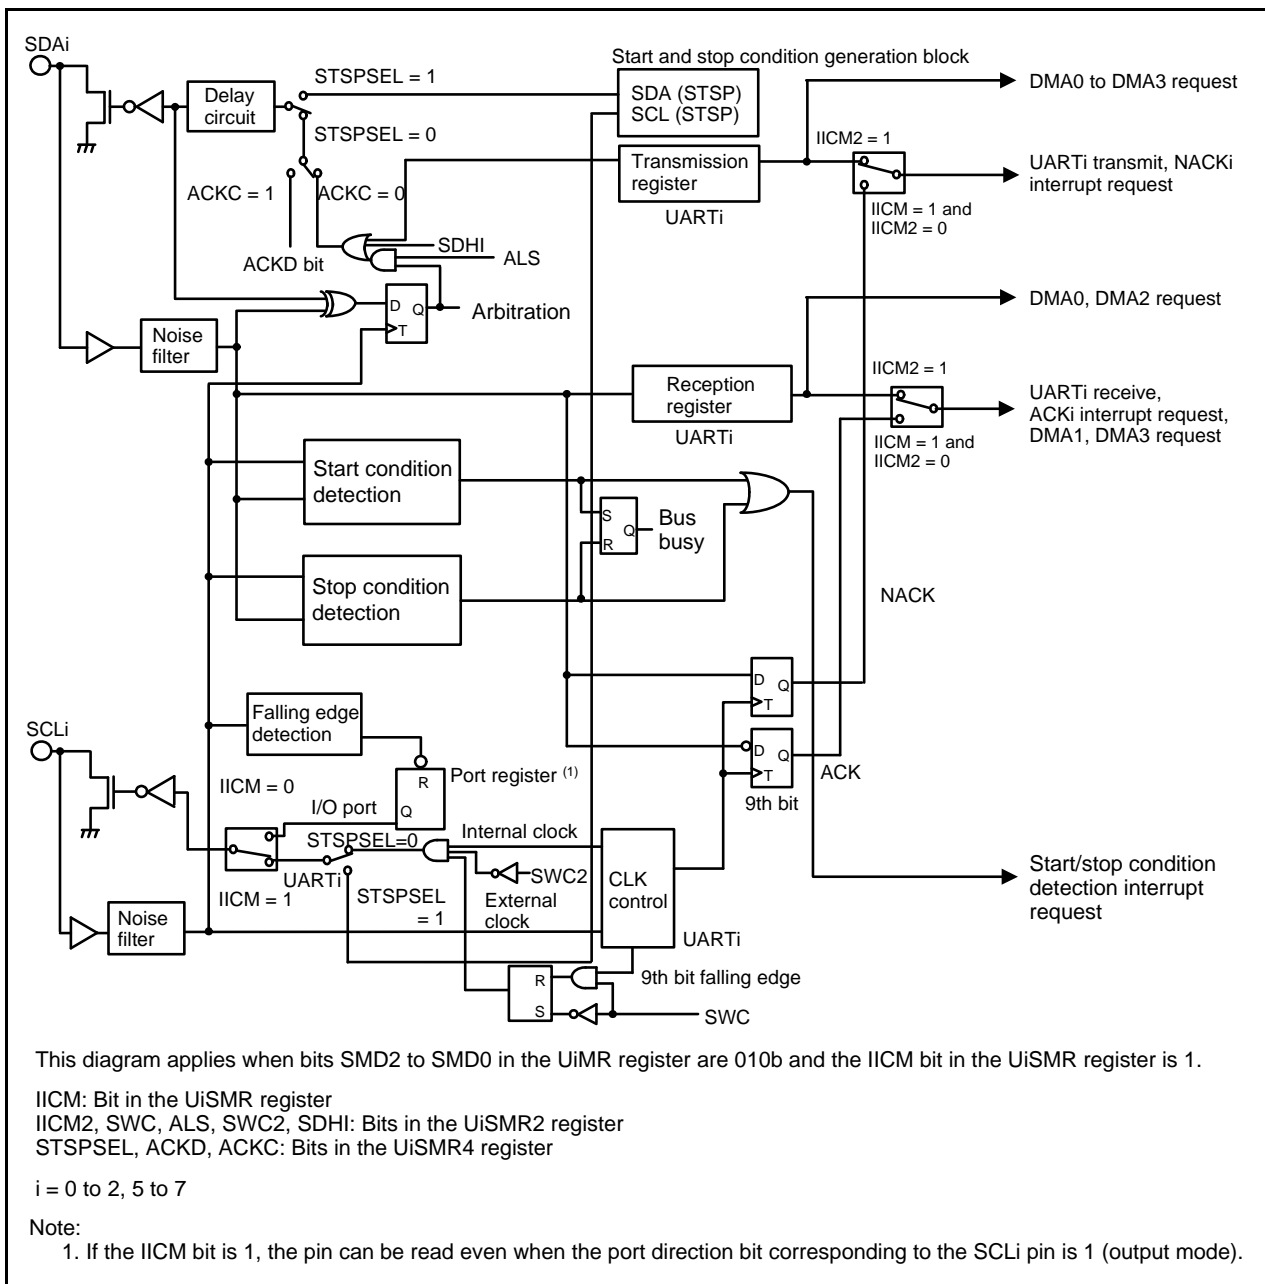 SDAi
Start and stop condition generation block
STSPSEL = 1
Delay
circuit
SDA (STSP)
SCL (STSP)
DMA0 to DMA3 request
STSPSEL = 0
IICM2 = 1
Transmission
register
UARTi
UARTi transmit, NACKi
interrupt request
ACKC = 1
ACKC = 0
IICM = 1 and
IICM2 = 0
SDHI
ALS
ACKD bit
D
Q
T
Arbitration
DMA0, DMA2 request
Noise
filter
IICM2 = 1
Reception
register
UARTi
UARTi receive,
ACKi interrupt request,
DMA1, DMA3 request
IICM = 1 and
IICM2 = 0
Start condition
detection
S
Q
R
Bus
busy
Stop condition
detection
NACK
D
Q
T
Falling edge
detection
SCLi
D
Q
T
ACK
9th bit
R
Q
Port register (1)
IICM = 0
I/O port
STSPSEL=0
Internal clock
UARTi
SWC2
CLK
control
IICM = 1
STSPSEL
= 1
External
clock
Start/stop condition
detection interrupt
request
Noise
filter
UARTi
R
S
9th bit falling edge
SWC
This diagram applies when bits SMD2 to SMD0 in the UiMR register are 010b and the IICM bit in the UiSMR register is 1.
IICM: Bit in the UiSMR register
IICM2, SWC, ALS, SWC2, SDHI: Bits in the UiSMR2 register
STSPSEL, ACKD, ACKC: Bits in the UiSMR4 register
i = 0 to 2, 5 to 7
Note:
1. If the IICM bit is 1, the pin can be read even when the port direction bit corresponding to the SCLi pin is 1 (output mode).